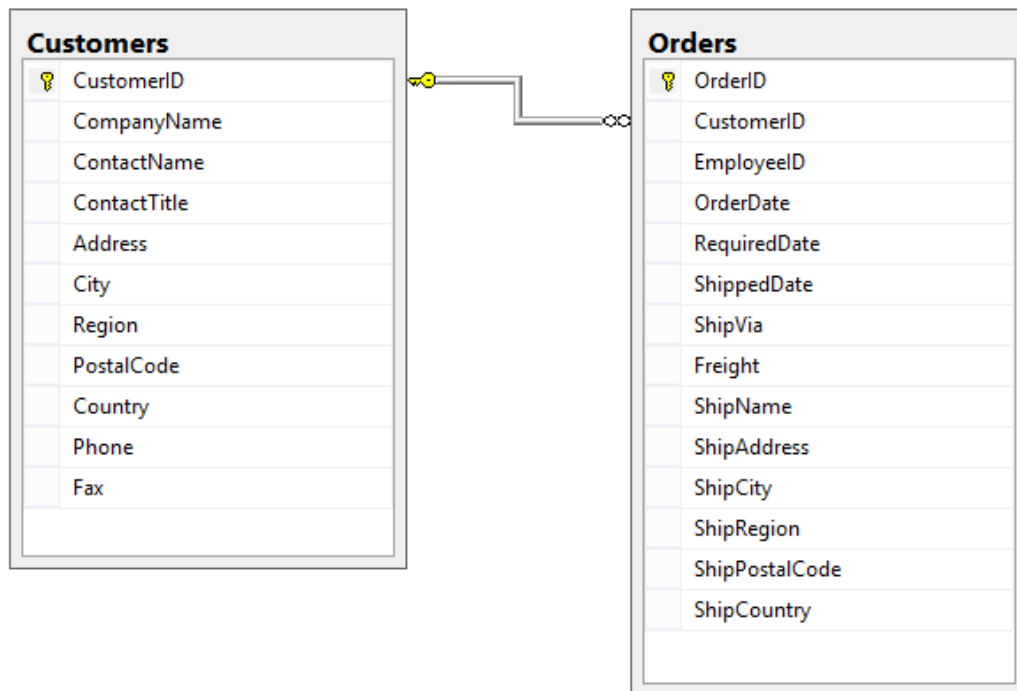 Customers
CustomerID
CompanyName
ContactName
ContactTitle
Address
City
Region
PostalCode
Country
Phone
Fax
Orders
OrderID
CustomerID
EmployeeID
OrderDate
RequiredDate
ShippedDate
ShipVia
Freight
ShipName
ShipAddress
ShipCity
ShipRegion
ShipPostalCode
ShipCountry